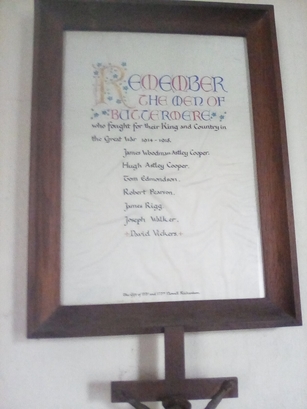 REMEMBER
THE MEN OF
BUTTERMERE
who fought for their King and Country in
the Great War 1914 - 1918.
James Woodman Astley Cooper.
Hugh Astley Cooper.
Tom Edmondson.
Robert Pearson.
James Rigg.
Joseph Walker.
David Vickers